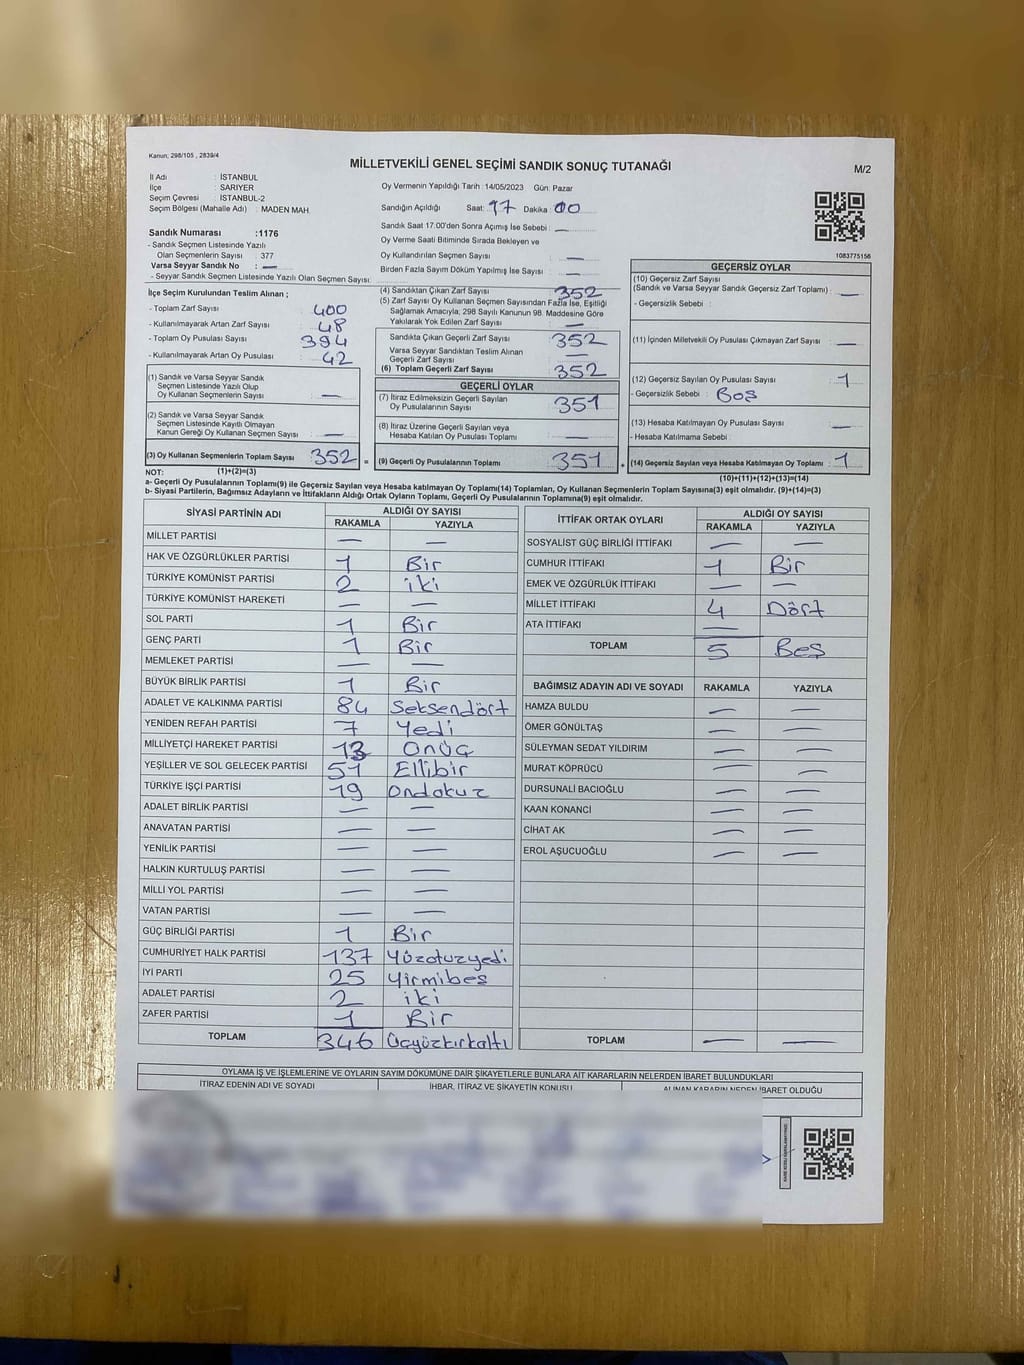 Kanun; 298/105 , 2839/4
MİLLETVEKİLİ GENEL SEÇİMİ SANDIK SONUÇ TUTANAĞI
M/2
İl Adı : İSTANBUL
İlçe : SARIYER
Seçim Çevresi : İSTANBUL-2
Seçim Bölgesi (Mahalle Adı) : MADEN MAH.
Sandık Numarası :1176
- Sandık Seçmen Listesinde Yazılı
Olan Seçmenlerin Sayısı : 377
Varsa Seyyar Sandık No : —
- Seyyar Sandık Seçmen Listesinde Yazılı Olan Seçmen Sayısı:
Oy Vermenin Yapıldığı Tarih : 14/05/2023 Gün: Pazar
Sandığın Açıldığı Saat: 17 Dakika : 00
Sandık Saat 17:00'den Sonra Açılmış İse Sebebi : —
Oy Verme Saati Bitiminde Sırada Bekleyen ve
Oy Kullandırılan Seçmen Sayısı : —
Birden Fazla Sayım Döküm Yapılmış İse Sayısı : —
1083775156
İlçe Seçim Kurulundan Teslim Alınan ;
- Toplam Zarf Sayısı : 400
- Kullanılmayarak Artan Zarf Sayısı : 48
- Toplam Oy Pusulası Sayısı : 394
- Kullanılmayarak Artan Oy Pusulası : 42
(1) Sandık ve Varsa Seyyar Sandık
Seçmen Listesinde Yazılı Olup
Oy Kullanan Seçmenlerin Sayısı : —
(2) Sandık ve Varsa Seyyar Sandık
Seçmen Listesinde Kayıtlı Olmayan
Kanun Gereği Oy Kullanan Seçmen Sayısı : —
(3) Oy Kullanan Seçmenlerin Toplam Sayısı : 352 =
(1)+(2)=(3)
(4) Sandıktan Çıkan Zarf Sayısı : 352
(5) Zarf Sayısı Oy Kullanan Seçmen Sayısından Fazla İse, Eşitliği
Sağlamak Amacıyla; 298 Sayılı Kanunun 98. Maddesine Göre
Yakılarak Yok Edilen Zarf Sayısı : —
Sandıkta Çıkan Geçerli Zarf Sayısı : 352
Varsa Seyyar Sandıktan Teslim Alınan
Geçerli Zarf Sayısı : —
(6) Toplam Geçerli Zarf Sayısı : 352
GEÇERLİ OYLAR
(7) İtiraz Edilmeksizin Geçerli Sayılan
Oy Pusulalarının Sayısı : 351
(8) İtiraz Üzerine Geçerli Sayılan veya
Hesaba Katılan Oy Pusulası Toplamı : —
(9) Geçerli Oy Pusulalarının Toplamı : 351 +
GEÇERSİZ OYLAR
(10) Geçersiz Zarf Sayısı
(Sandık ve Varsa Seyyar Sandık Geçersiz Zarf Toplamı) : —
- Geçersizlik Sebebi :
(11) İçinden Milletvekili Oy Pusulası Çıkmayan Zarf Sayısı : —
(12) Geçersiz Sayılan Oy Pusulası Sayısı : 1
- Geçersizlik Sebebi : Boş
(13) Hesaba Katılmayan Oy Pusulası Sayısı : —
- Hesaba Katılmama Sebebi :
(14) Geçersiz Sayılan veya Hesaba Katılmayan Oy Toplamı : 1
(10)+(11)+(12)+(13)=(14)
NOT:
a- Geçerli Oy Pusulalarının Toplamı(9) ile Geçersiz Sayılan veya Hesaba Katılmayan Oy Toplamı(14) Toplamları, Oy Kullanan Seçmenlerin Toplam Sayısına(3) eşit olmalıdır. (9)+(14)=(3)
b- Siyasi Partilerin, Bağımsız Adayların ve İttifakların Aldığı Ortak Oyların Toplamı, Geçerli Oy Pusulalarının Toplamına(9) eşit olmalıdır.
SİYASİ PARTİNİN ADI ALDIĞI OY SAYISI
RAKAMLA YAZIYLA
MİLLET PARTİSİ — —
HAK VE ÖZGÜRLÜKLER PARTİSİ 1 Bir
TÜRKİYE KOMÜNİST PARTİSİ 2 iki
TÜRKİYE KOMÜNİST HAREKETİ — —
SOL PARTİ 1 Bir
GENÇ PARTİ 1 Bir
MEMLEKET PARTİSİ — —
BÜYÜK BİRLİK PARTİSİ 1 Bir
ADALET VE KALKINMA PARTİSİ 84 Seksendört
YENİDEN REFAH PARTİSİ 7 Yedi
MİLLİYETÇİ HAREKET PARTİSİ 13 Onüç
YEŞİLLER VE SOL GELECEK PARTİSİ 51 Ellibir
TÜRKİYE İŞÇİ PARTİSİ 19 Ondokuz
ADALET BİRLİK PARTİSİ — —
ANAVATAN PARTİSİ — —
YENİLİK PARTİSİ — —
HALKIN KURTULUŞ PARTİSİ — —
MİLLİ YOL PARTİSİ — —
VATAN PARTİSİ — —
GÜÇ BİRLİĞİ PARTİSİ 1 Bir
CUMHURİYET HALK PARTİSİ 137 Yüzotuzyedi
İYİ PARTİ 25 Yirmibeş
ADALET PARTİSİ 2 iki
ZAFER PARTİSİ 1 Bir
TOPLAM 346 Üçyüzkırkaltı
İTTİFAK ORTAK OYLARI ALDIĞI OY SAYISI
RAKAMLA YAZIYLA
SOSYALİST GÜÇ BİRLİĞİ İTTİFAKI — —
CUMHUR İTTİFAKI 1 Bir
EMEK VE ÖZGÜRLÜK İTTİFAKI — —
MİLLET İTTİFAKI 4 Dört
ATA İTTİFAKI —
TOPLAM 5 Beş
BAĞIMSIZ ADAYIN ADI VE SOYADI RAKAMLA YAZIYLA
HAMZA BULDU — —
ÖMER GÖNÜLTAŞ — —
SÜLEYMAN SEDAT YILDIRIM — —
MURAT KÖPRÜCÜ — —
DURSUNALİ BACIOĞLU — —
KAAN KONANCİ — —
CİHAT AK — —
EROL AŞUCUOĞLU — —
TOPLAM — —
OYLAMA İŞ VE İŞLEMLERİNE VE OYLARIN SAYIM DÖKÜMÜNE DAİR ŞİKAYETLERLE BUNLARA AİT KARARLARIN NELERDEN İBARET BULUNDUKLARI
İTİRAZ EDENİN ADI VE SOYADI İHBAR, İTİRAZ VE ŞİKAYETİN KONUSU ALINAN KARARIN NEDEN İBARET OLDUĞU